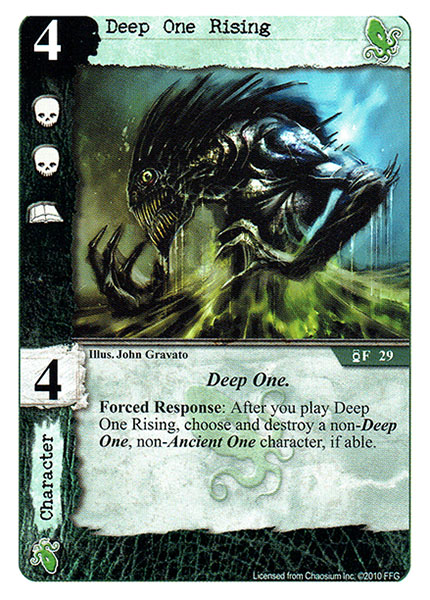 4
Deep One Rising
Illus. John Gravato
F 29
4
Deep One.
Forced Response: After you play Deep
One Rising, choose and destroy a non-Deep
One, non-Ancient One character, if able.
Character
Licensed from Chaosium Inc. ©2010 FFG